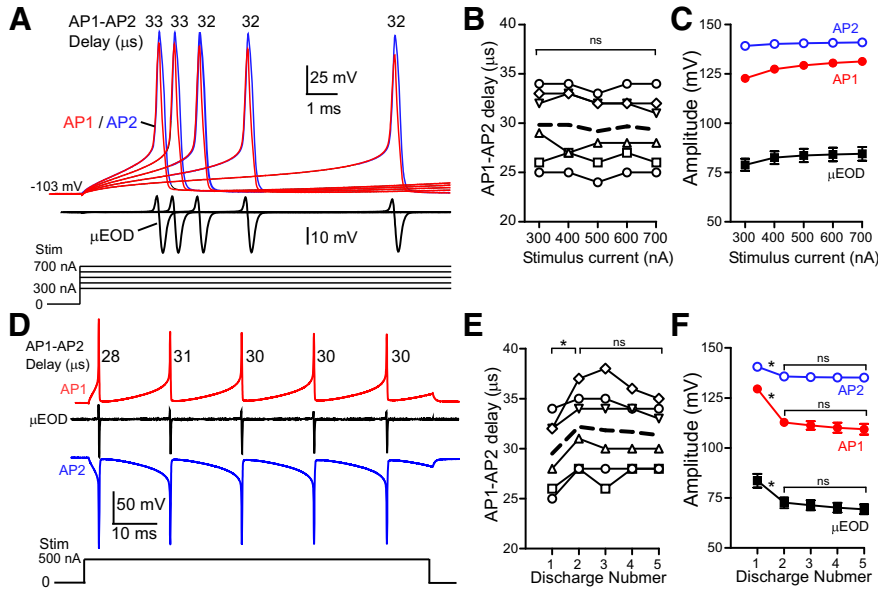 A
AP1-AP2
Delay (μs)
33 33 32 32 32
25 mV
1 ms
AP1 / AP2
-103 mV
μEOD
10 mV
Stim
700 nA
300 nA
0
B
ns
AP1-AP2 delay (μs)
40
35
30
25
20
300 400 500 600 700
Stimulus current (nA)
C
Amplitude (mV)
150
125
100
75
50
AP2
AP1
μEOD
300 400 500 600 700
Stimulus current (nA)
D
AP1-AP2
Delay (μs)
28 31 30 30 30
AP1
μEOD
AP2
50 mV
10 ms
Stim
500 nA
0
E
* ns
AP1-AP2 delay (μs)
40
35
30
25
20
1 2 3 4 5
Discharge Nubmer
F
Amplitude (mV)
150
125
100
75
50
* ns
AP2
* ns
AP1
* ns
μEOD
1 2 3 4 5
Discharge Nubmer